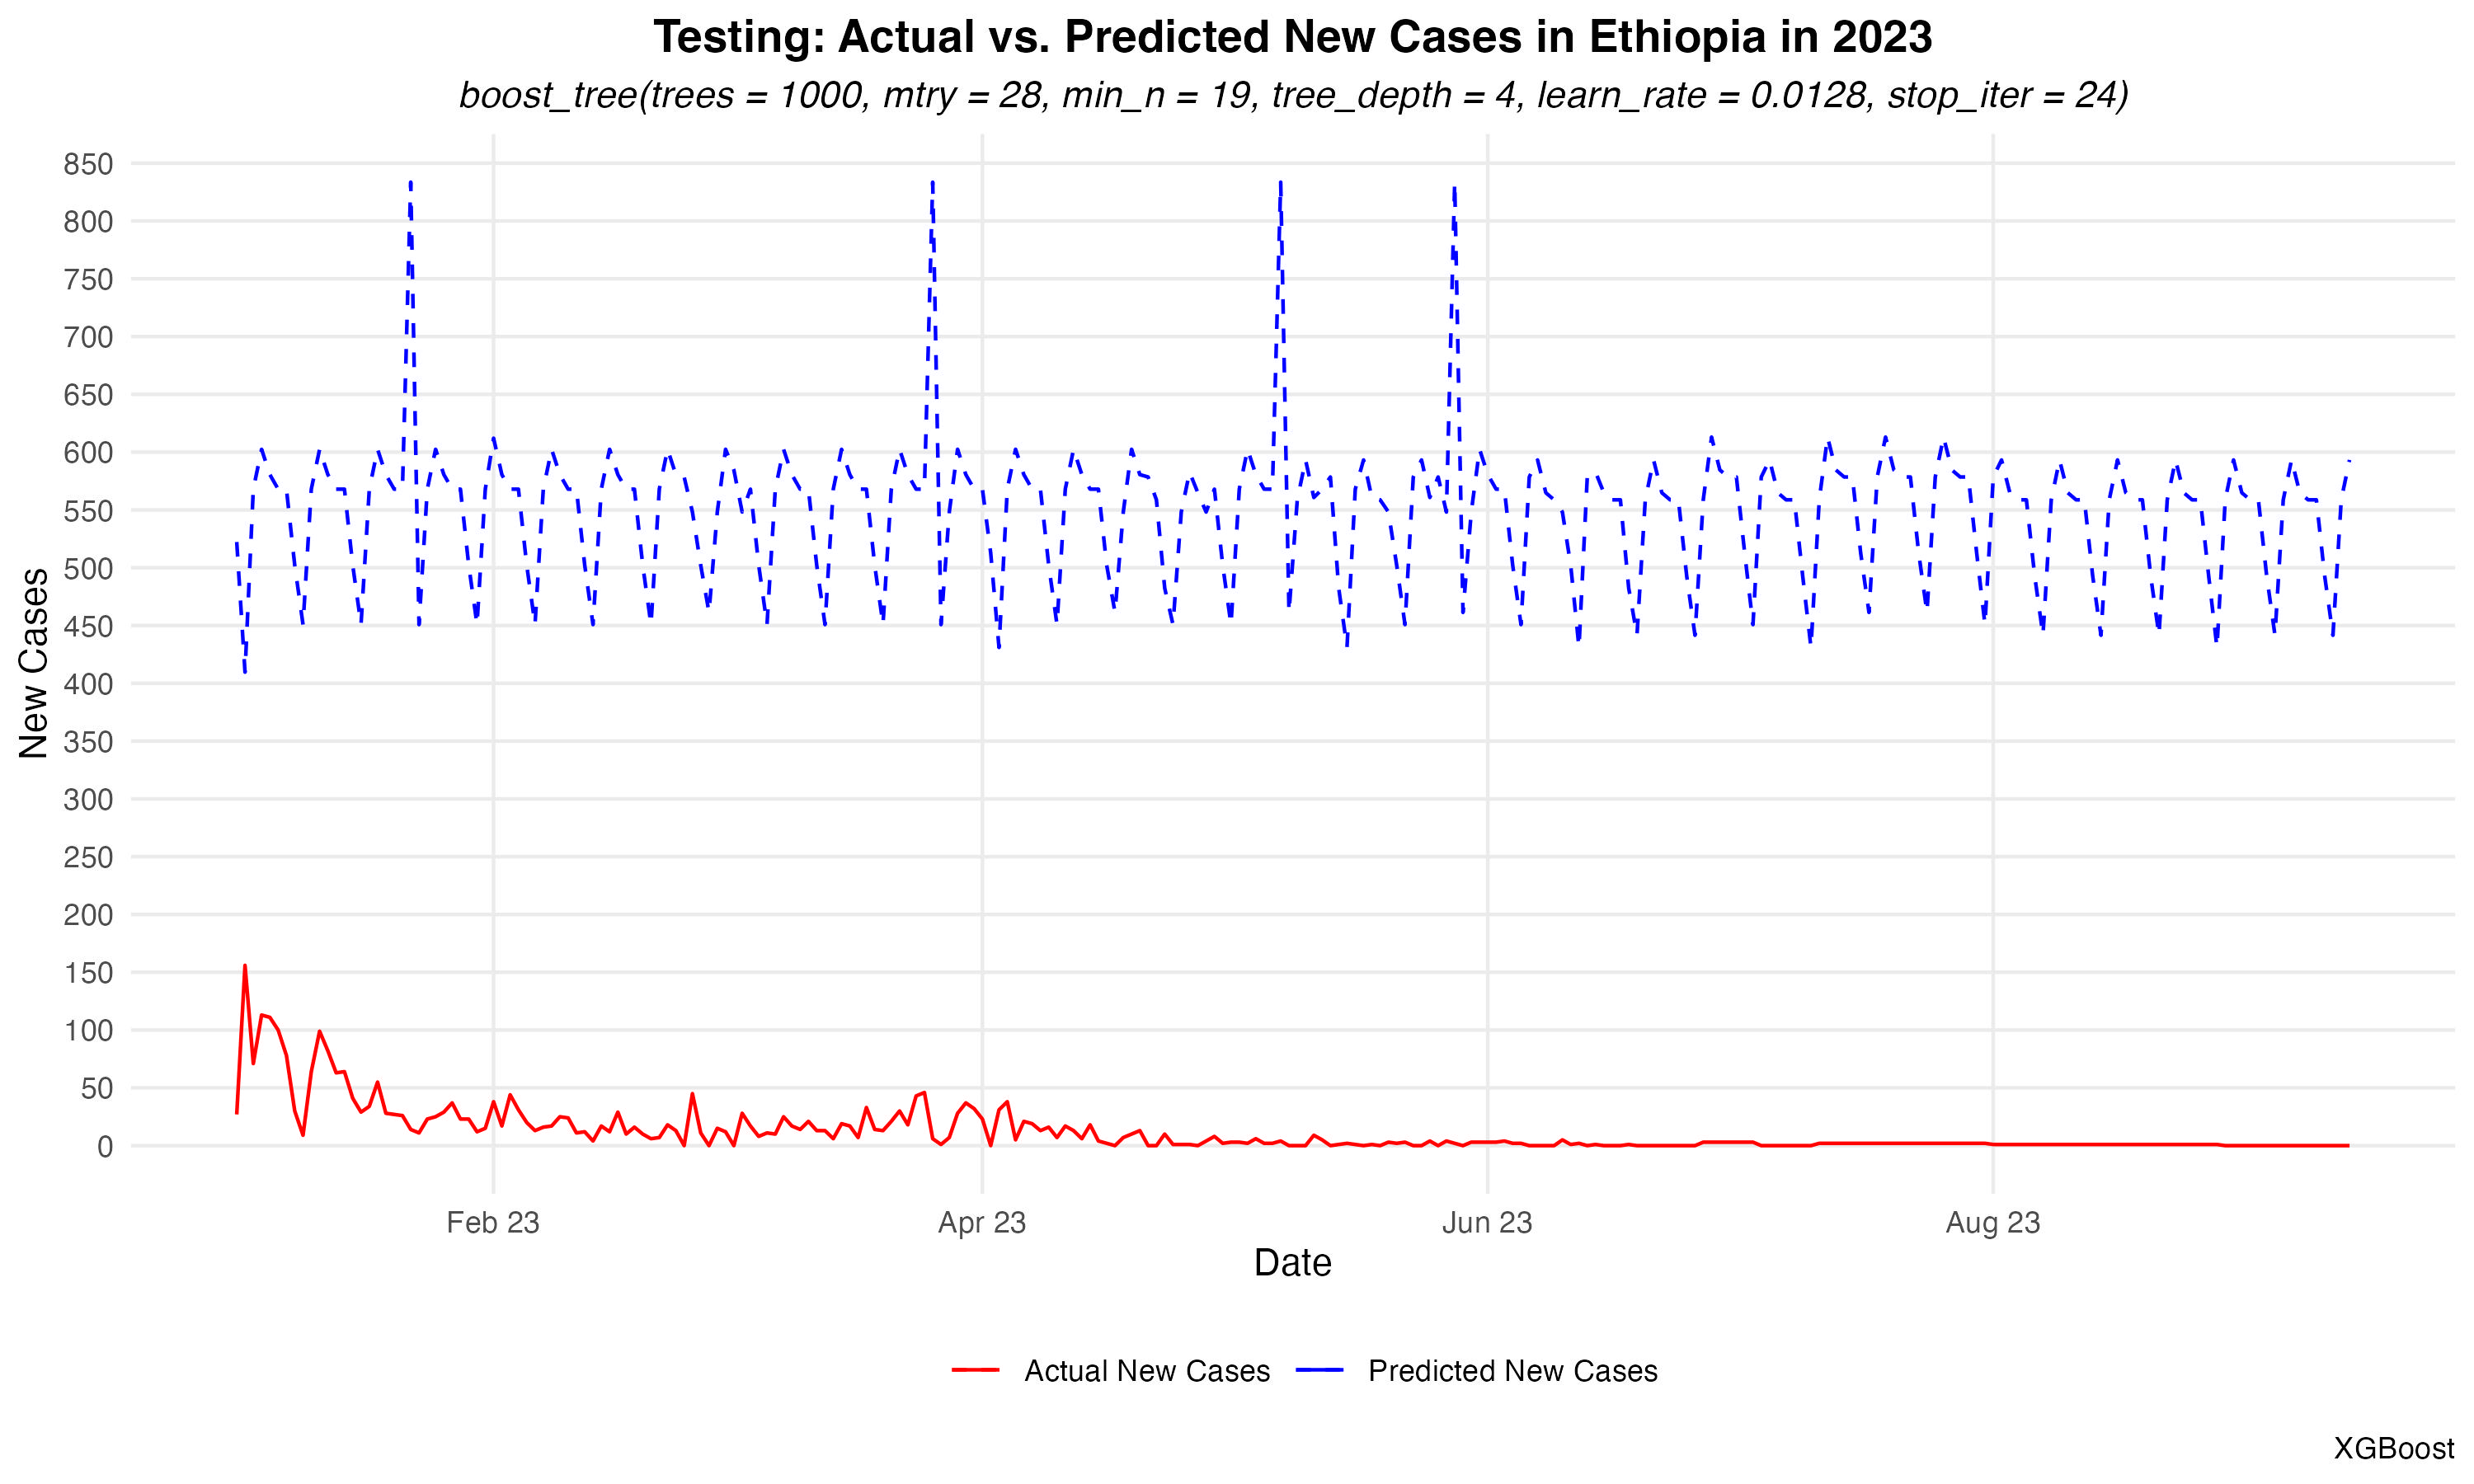 Testing: Actual vs. Predicted New Cases in Ethiopia in 2023
boost_tree(trees = 1000, mtry = 28, min_n = 19, tree_depth = 4, learn_rate = 0.0128, stop_iter = 24)
850
800
750
700
650
600
550
500
450
400
350
300
250
200
150
100
50
0
New Cases
Feb 23
Apr 23
Jun 23
Aug 23
Date
Actual New Cases
Predicted New Cases
XGBoost